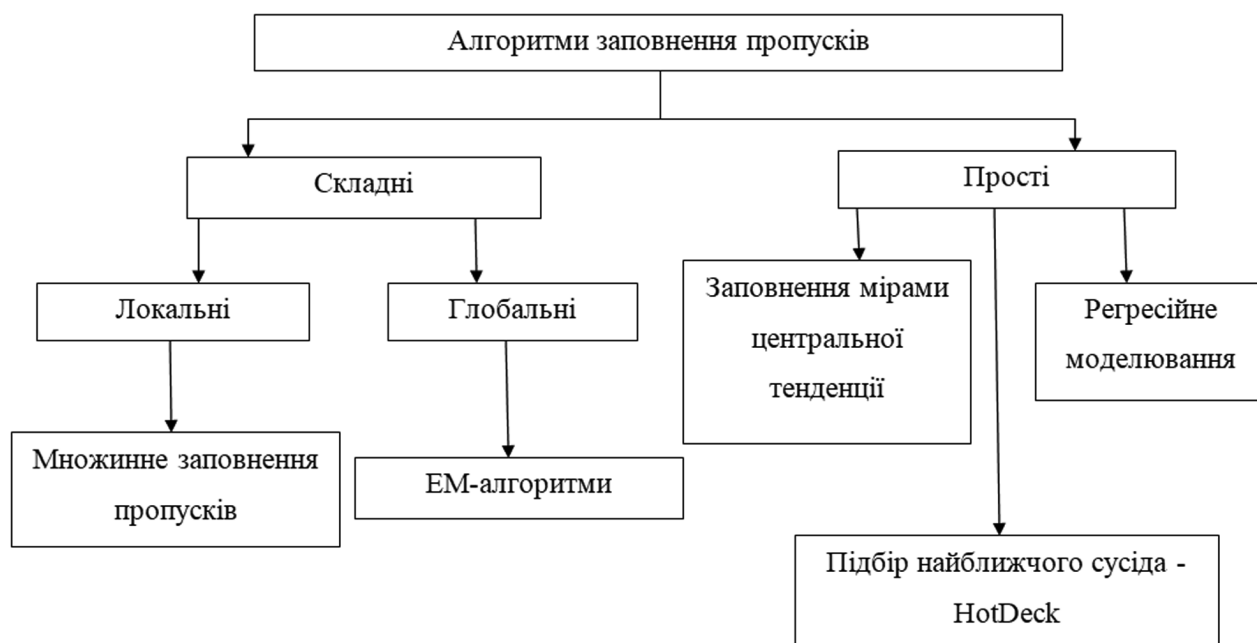 Алгоритми заповнення пропусків
Складні
Прості
Локальні
Глобальні
Заповнення мірами
центральної
тенденції
Регресійне
моделювання
Множинне заповнення
пропусків
ЕМ-алгоритми
Підбір найближчого сусіда -
HotDeck